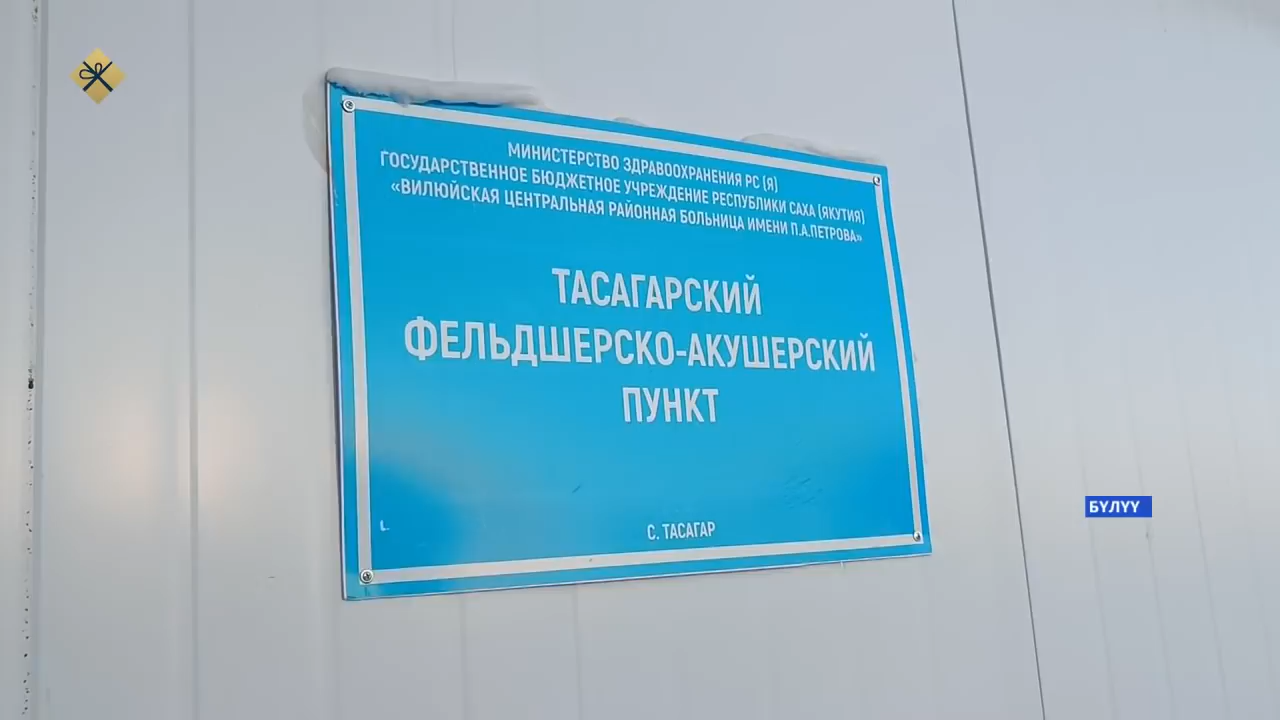 МИНИСТЕРСТВО ЗДРАВООХРАНЕНИЯ РС (Я)
ГОСУДАРСТВЕННОЕ БЮДЖЕТНОЕ УЧРЕЖДЕНИЕ РЕСПУБЛИКИ САХА (ЯКУТИЯ)
«ВИЛЮЙСКАЯ ЦЕНТРАЛЬНАЯ РАЙОННАЯ БОЛЬНИЦА ИМЕНИ П.А.ПЕТРОВА»
ТАСАГАРСКИЙ
ФЕЛЬДШЕРСКО-АКУШЕРСКИЙ
ПУНКТ
С. ТАСАГАР
БҮЛҮҮ